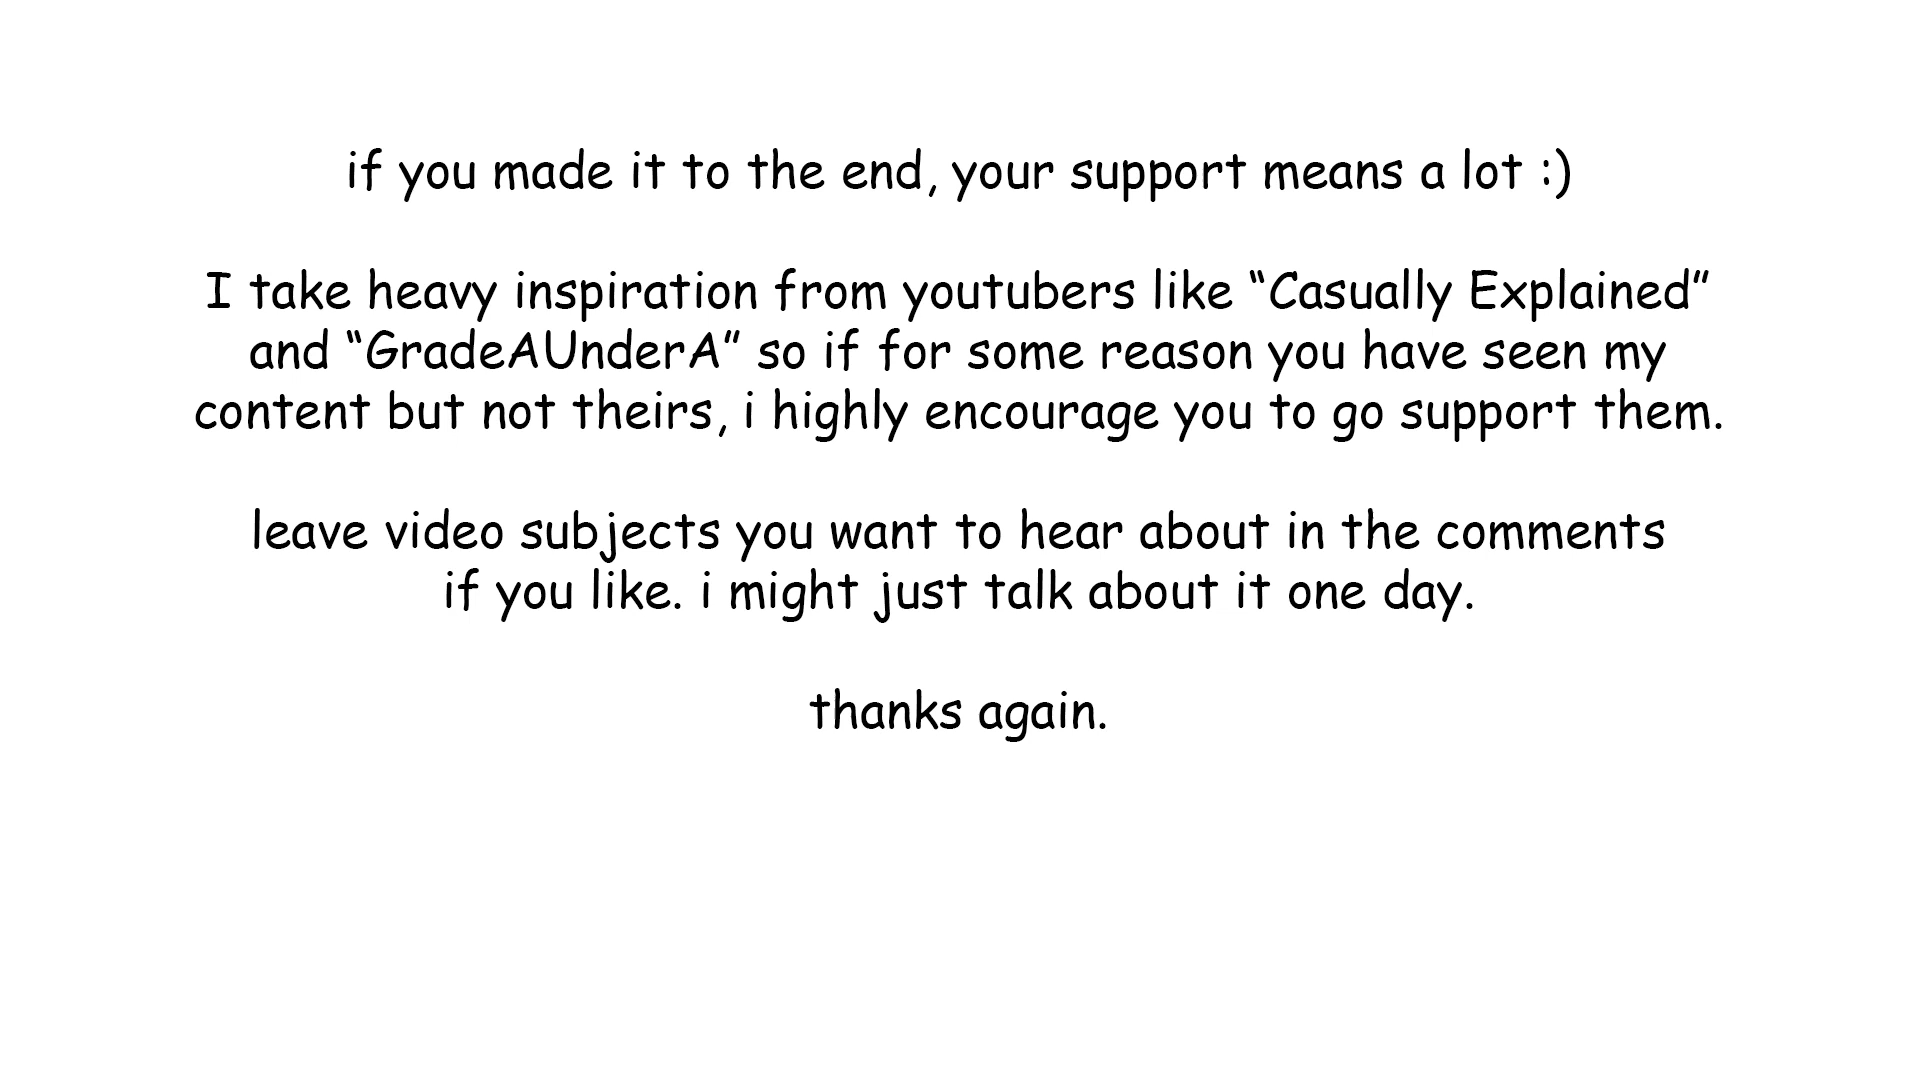 if you made it to the end, your support means a lot :)
I take heavy inspiration from youtubers like “Casually Explained”
and “GradeAUnderA” so if for some reason you have seen my
content but not theirs, i highly encourage you to go support them.
leave video subjects you want to hear about in the comments
if you like. i might just talk about it one day.
thanks again.